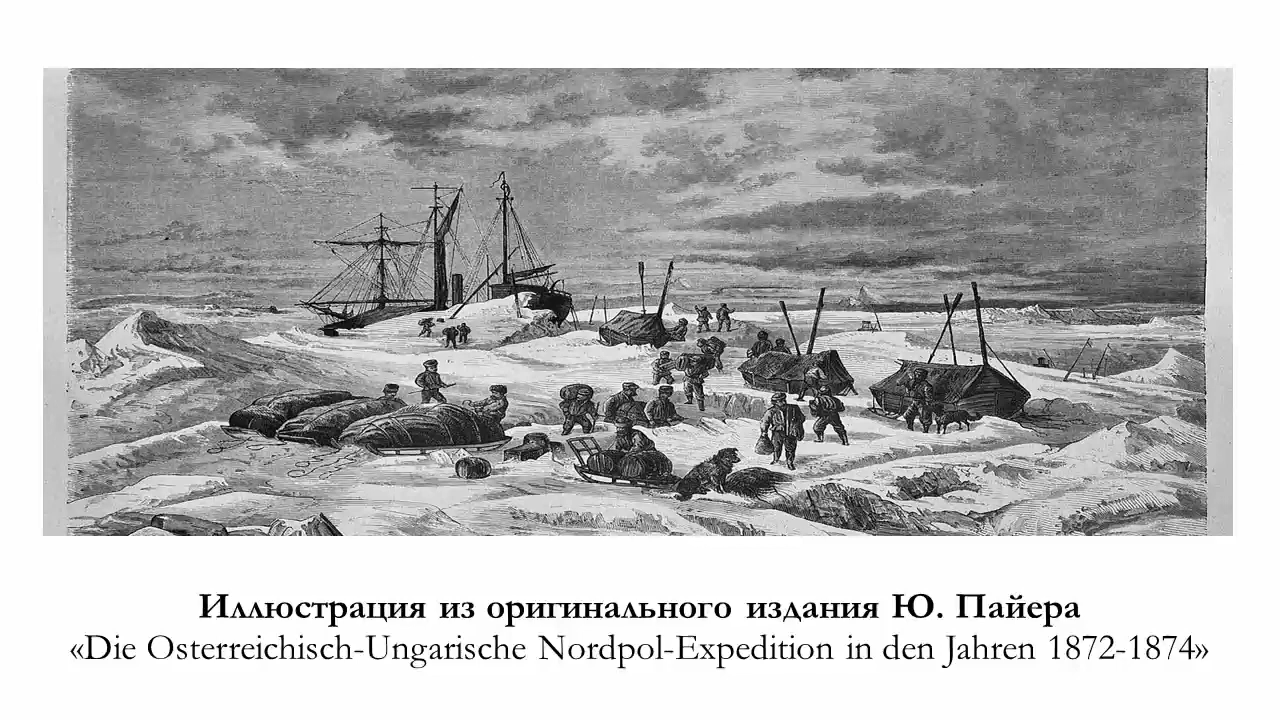 Иллюстрация из оригинального издания Ю. Пайера
«Die Osterreichisch-Ungarische Nordpol-Expedition in den Jahren 1872-1874»